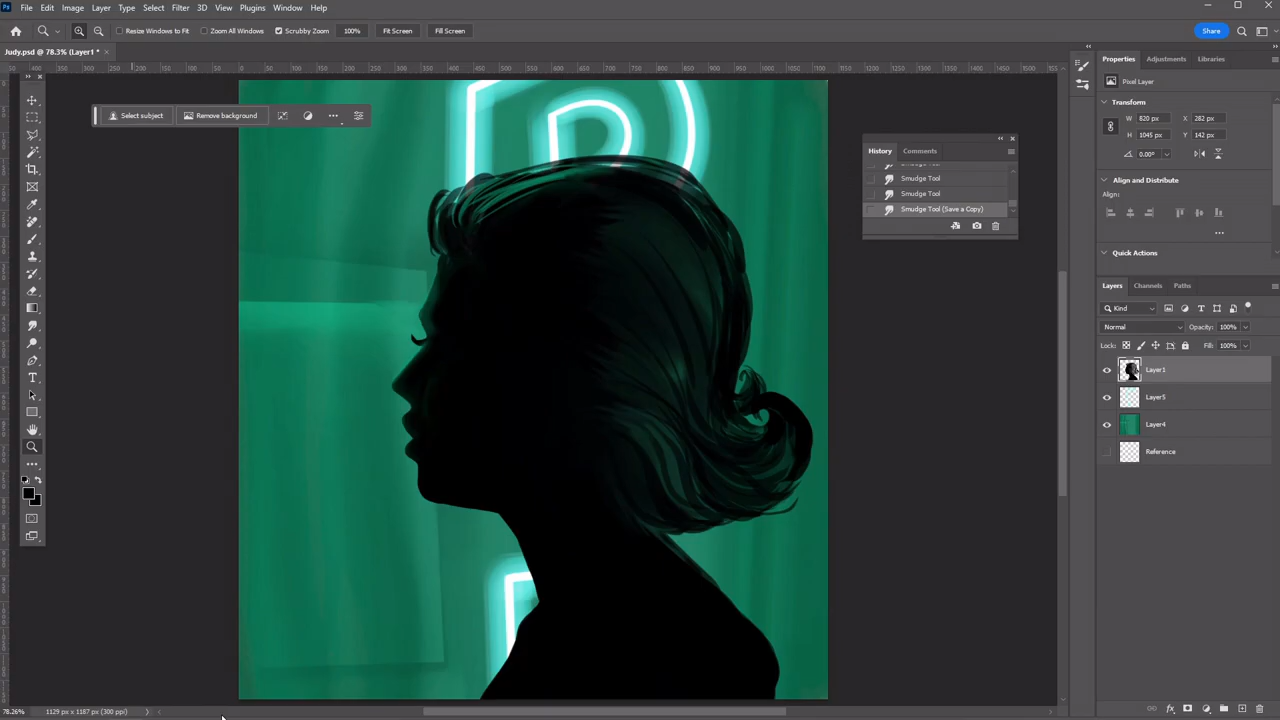 File Edit Image Layer Type Select Filter 3D View Plugins Window Help
Resize Windows to Fit Zoom All Windows Scrubby Zoom 100% Fit Screen Fill Screen Share
Judy.psd @ 78.3% (Layer1 * ×
Select subject Remove background
History Comments
Smudge Tool
Smudge Tool
Smudge Tool (Save a Copy)
Properties Adjustments Libraries
Pixel Layer
Transform
W 820 px X 282 px
H 1045 px Y 142 px
0.00°
Align and Distribute
Align:
Quick Actions
Layers Channels Paths
Kind
Normal Opacity: 100%
Lock: Fill: 100%
Layer1
Layer5
Layer4
Reference
78.26% 1129 px x 1187 px (300 ppi)